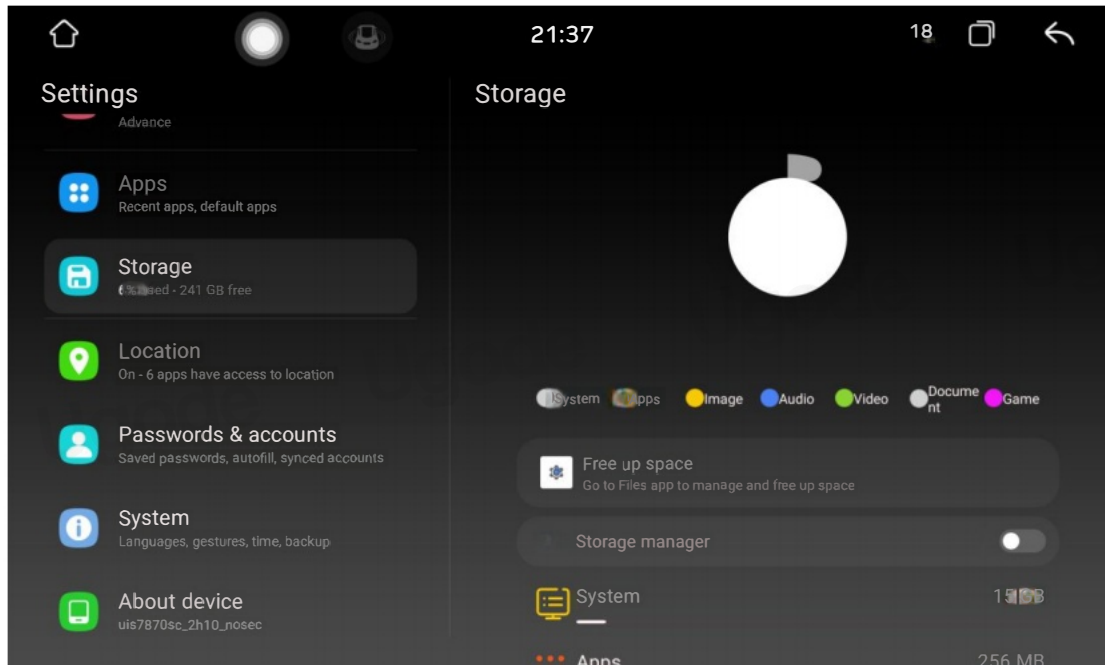 21:37
18
Settings
Storage
Advance
Apps
Recent apps, default apps
Storage
- 241 GB free
Location
On - 6 apps have access to location
Passwords & accounts
Saved passwords, autofill, synced accounts
System
Languages, gestures, time, backup
About device
uis7870sc_2h10_nosec
System Apps Image Audio Video Docume
nt Game
Free up space
Go to Files app to manage and free up space
Storage manager
System
Apps
256 MB